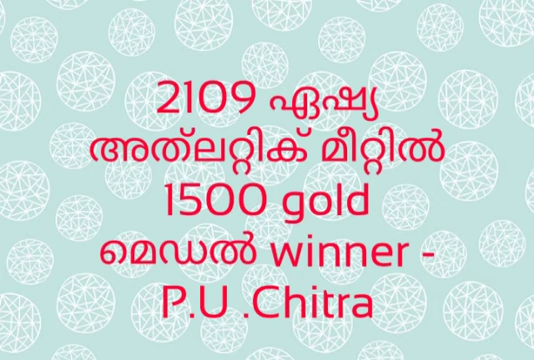 2109 ഏഷ്യ
അത്ലറ്റിക് മീറ്റിൽ
1500 gold
മെഡൽ winner -
P.U .Chitra